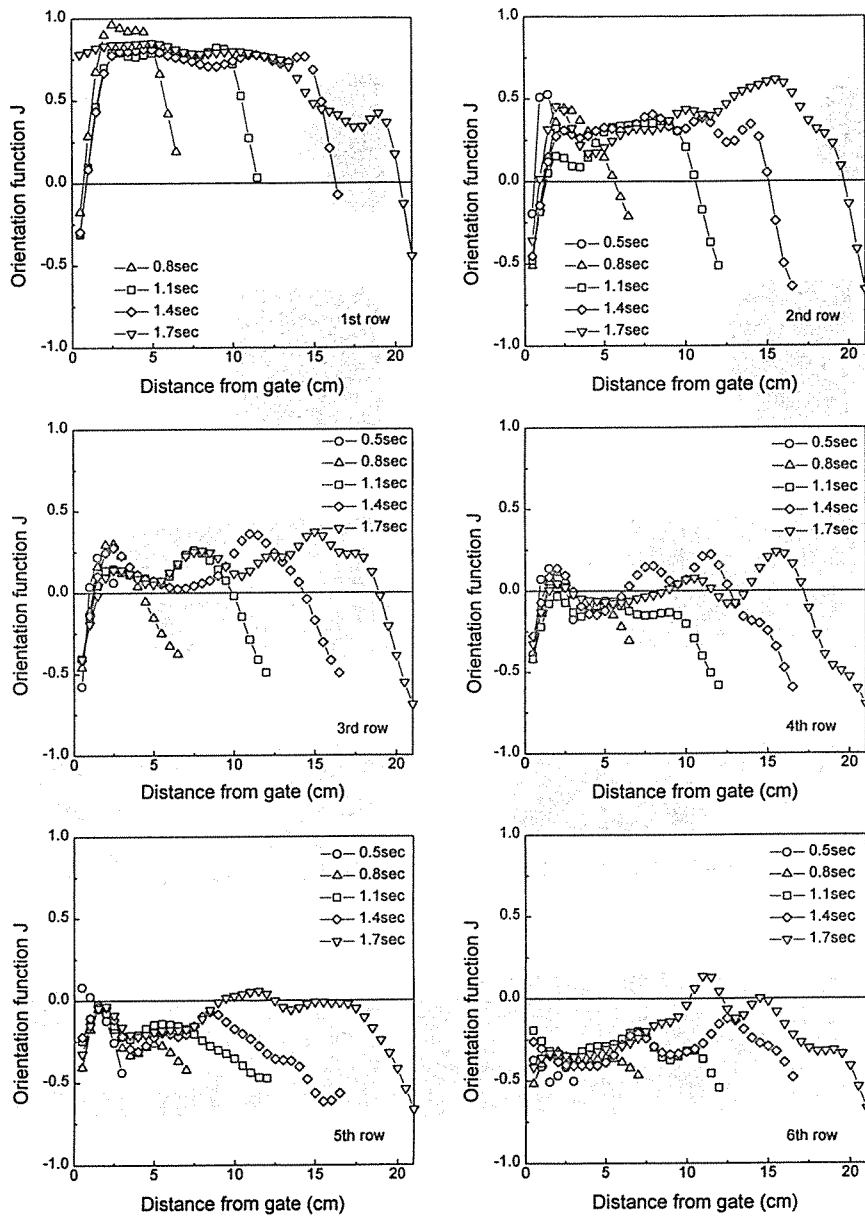 1.0
0.5
0.0
-0.5
-1.0
Orientation function J
0.8sec
1.1sec
1.4sec
1.7sec
1st row
0 5 10 15 20
Distance from gate (cm)
1.0
0.5
0.0
-0.5
-1.0
Orientation function J
0.5sec
0.8sec
1.1sec
1.4sec
1.7sec
2nd row
0 5 10 15 20
Distance from gate (cm)
1.0
0.5
0.0
-0.5
-1.0
Orientation function J
0.5sec
0.8sec
1.1sec
1.4sec
1.7sec
3rd row
0 5 10 15 20
Distance from gate (cm)
1.0
0.5
0.0
-0.5
-1.0
Orientation function J
0.5sec
0.8sec
1.1sec
1.4sec
1.7sec
4th row
0 5 10 15 20
Distance from gate (cm)
1.0
0.5
0.0
-0.5
-1.0
Orientation function J
0.5sec
0.8sec
1.1sec
1.4sec
1.7sec
5th row
0 5 10 15 20
Distance from gate (cm)
1.0
0.5
0.0
-0.5
-1.0
Orientation function J
0.5sec
0.8sec
1.1sec
1.4sec
1.7sec
6th row
0 5 10 15 20
Distance from gate (cm)